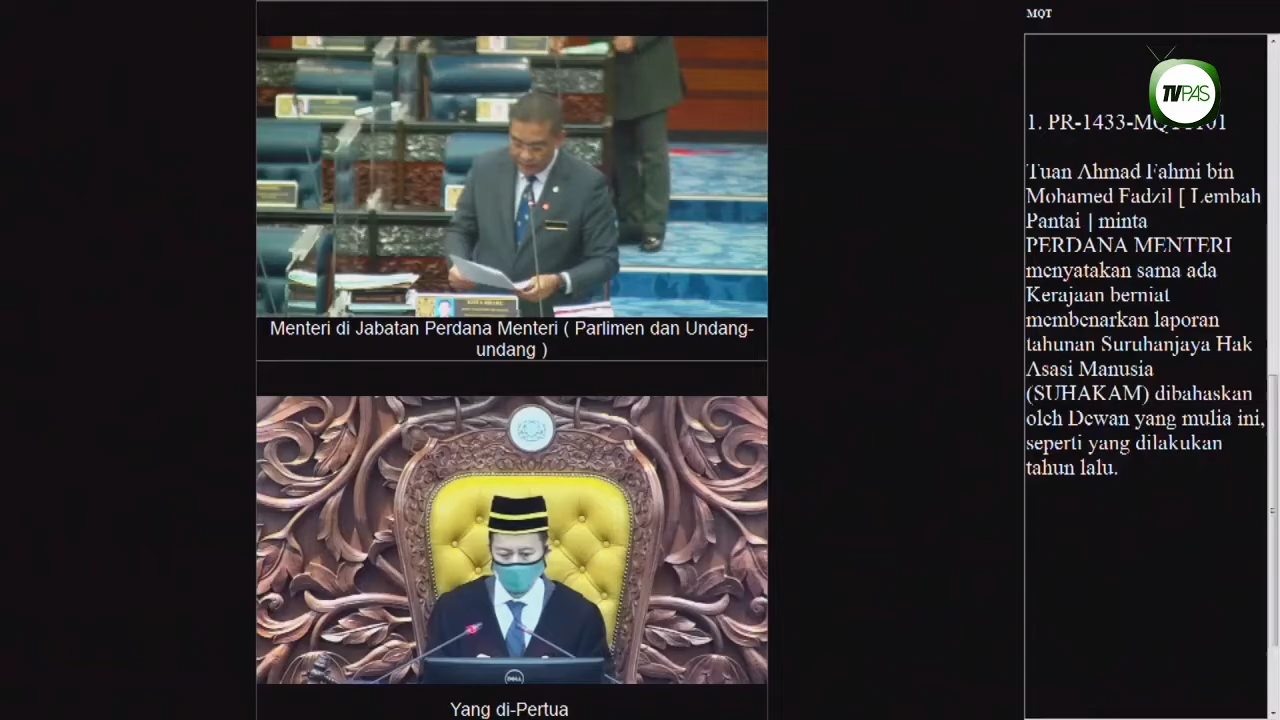 Menteri di Jabatan Perdana Menteri ( Parlimen dan Undang-
undang )
DELL
Yang di-Pertua
MQT
TVPAS
1. PR-1433-MQT
Tuan Ahmad Fahmi bin
Mohamed Fadzil [ Lembah
Pantai ] minta
PERDANA MENTERI
menyatakan sama ada
Kerajaan berniat
membenarkan laporan
tahunan Suruhanjaya Hak
Asasi Manusia
(SUHAKAM) dibahaskan
oleh Dewan yang mulia ini,
seperti yang dilakukan
tahun lalu.